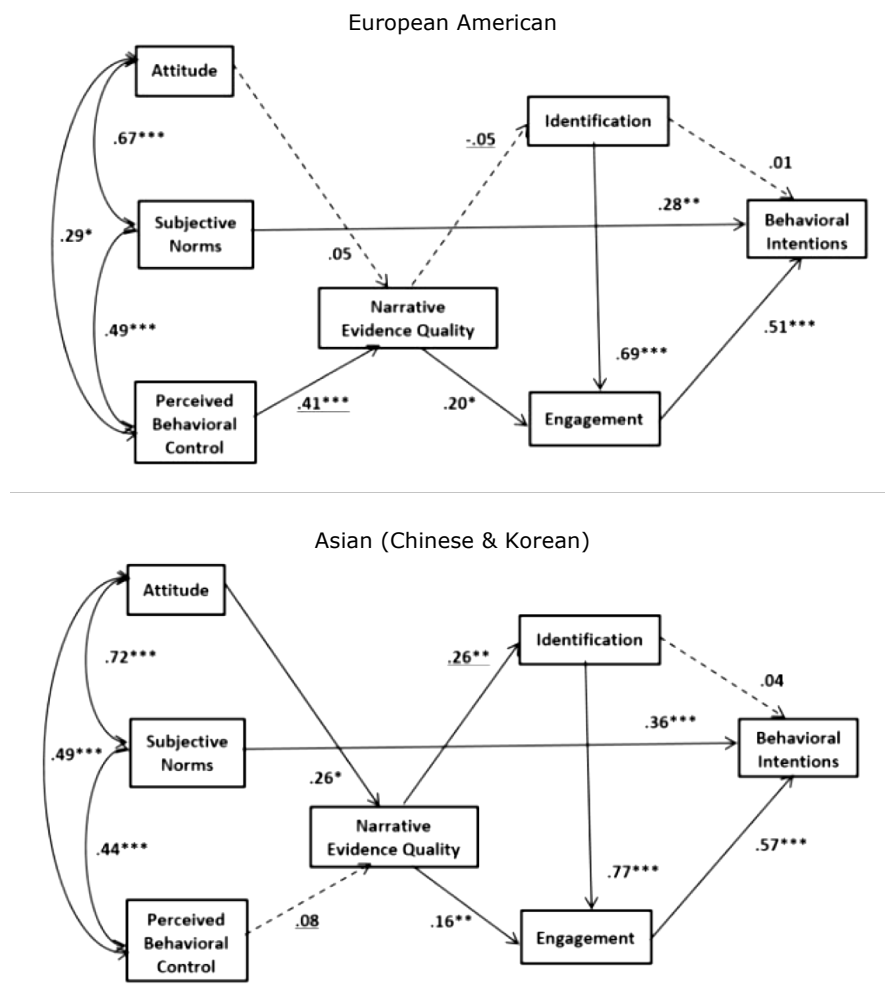 European American
Attitude
Identification
-.05
.67***
.01
Subjective
Norms
.28**
Behavioral
Intentions
.29*
.05
Narrative
Evidence Quality
.49***
.51***
.69***
Perceived
Behavioral
Control
.41***
.20*
Engagement
Asian (Chinese & Korean)
Attitude
Identification
.72***
.26**
.04
.36***
Subjective
Norms
Behavioral
Intentions
.49***
.26*
Narrative
Evidence Quality
.44***
.57***
.77***
Perceived
Behavioral
Control
.08
.16**
Engagement